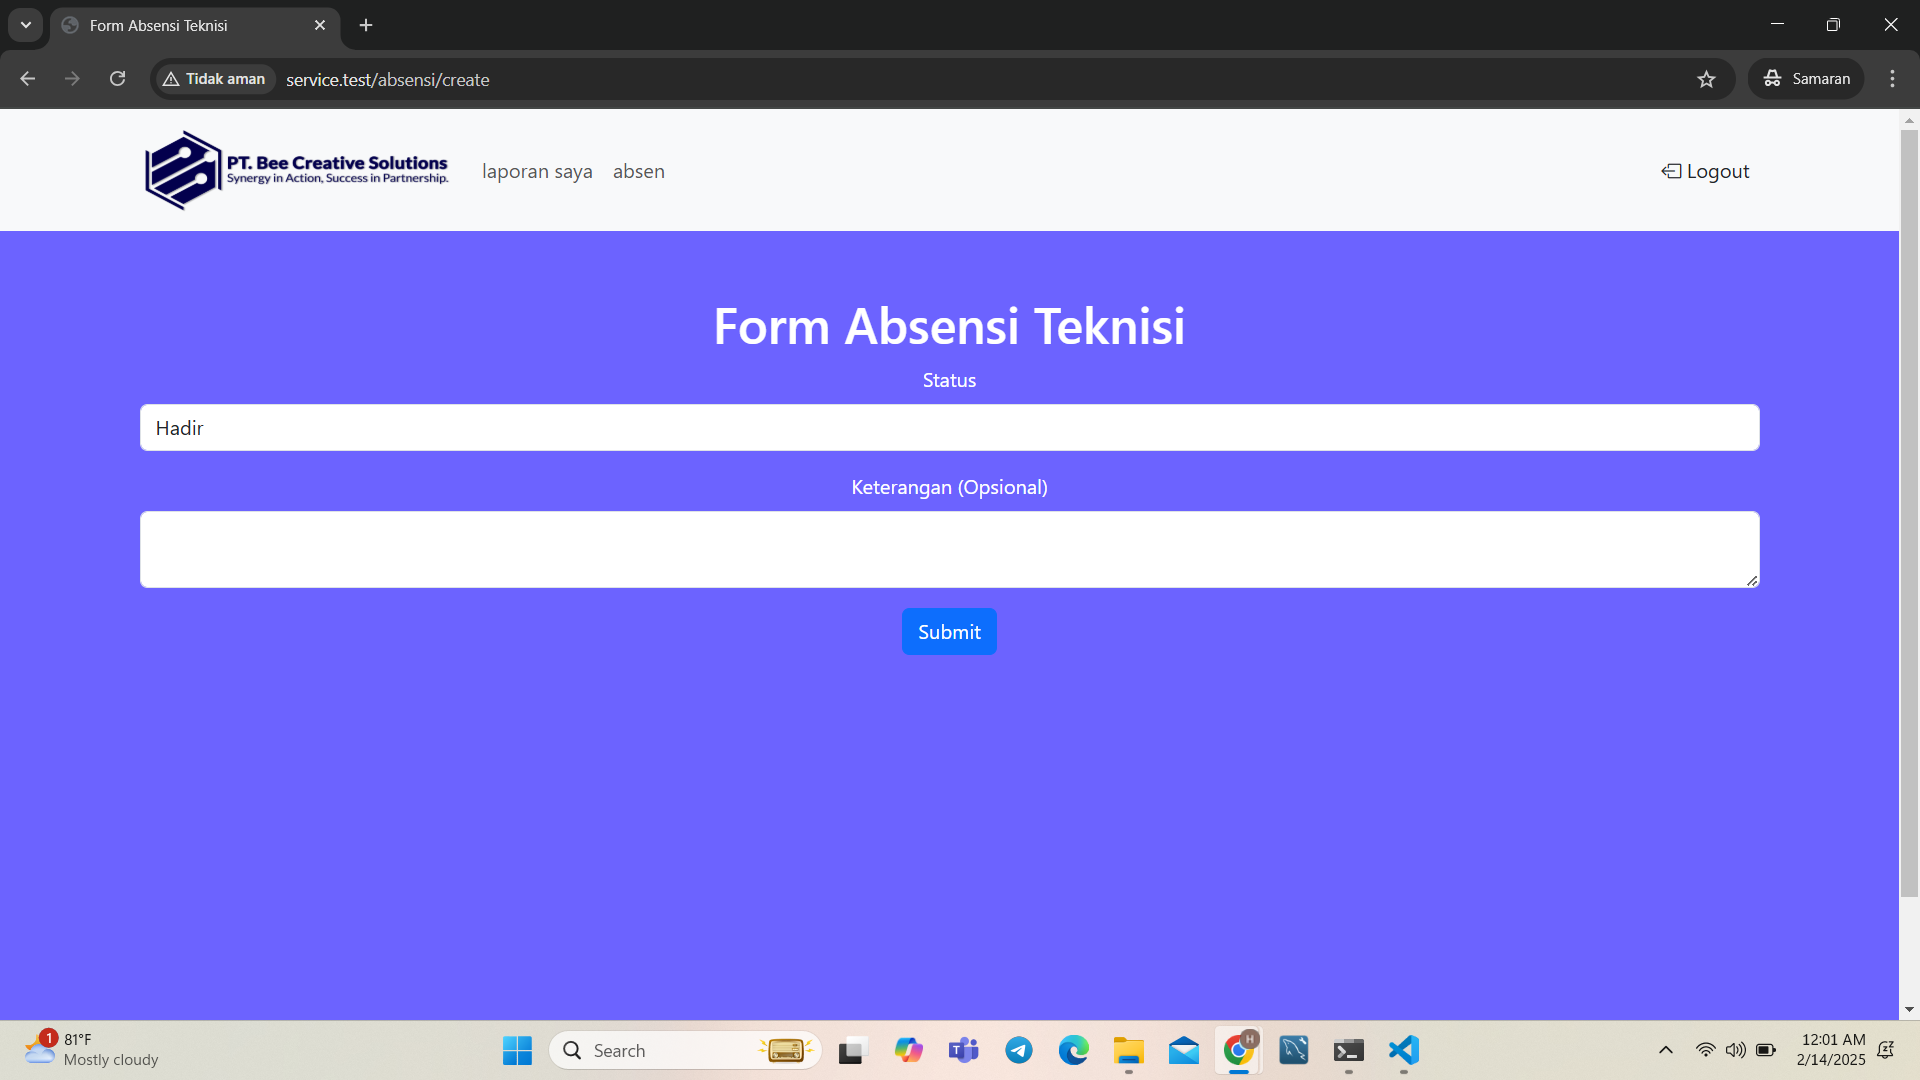 Form Absensi Teknisi
Tidak aman
service.test/absensi/create
Samaran
PT. Bee Creative Solutions
Synergy in Action, Success in Partnership.
laporan saya
absen
Logout
Form Absensi Teknisi
Status
Hadir
Keterangan (Opsional)
Submit
1
81°F
Mostly cloudy
Search
H
12:01 AM
2/14/2025